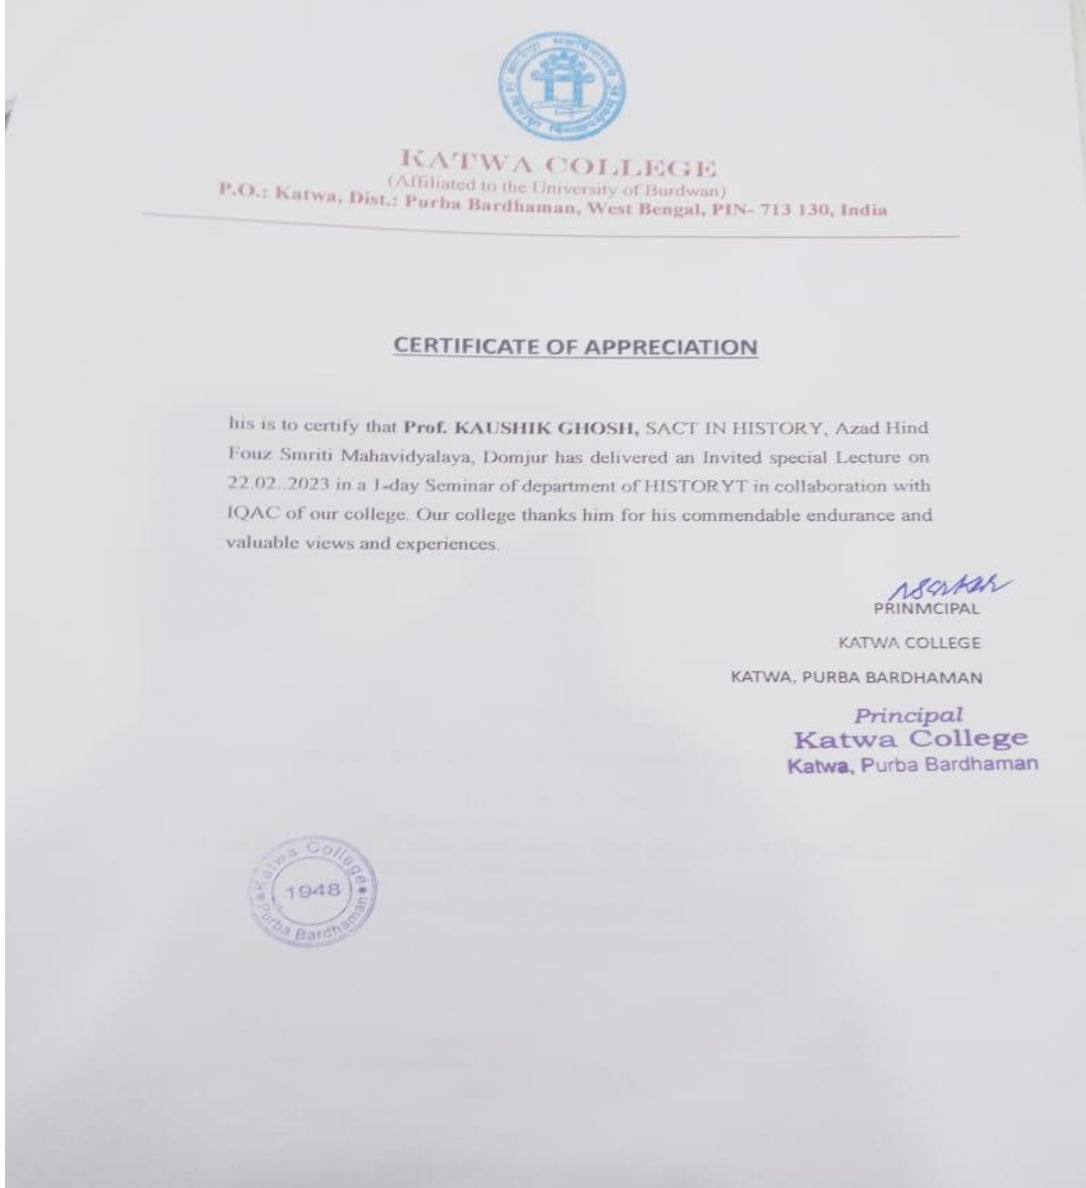 KATWA COLLEGE
(Affiliated to the University of Burdwan)
P.O.: Katwa, Dist.: Purba Bardhaman, West Bengal, PIN- 713 130, India
CERTIFICATE OF APPRECIATION
his is to certify that Prof. KAUSHIK GHOSH, SACT IN HISTORY, Azad Hind
Fouz Smriti Mahavidyalaya, Domjur has delivered an Invited special Lecture on
22.02..2023 in a 1-day Seminar of department of HISTORYT in collaboration with
IQAC of our college. Our college thanks him for his commendable endurance and
valuable views and experiences.
PRINMCIPAL
KATWA COLLEGE
KATWA, PURBA BARDHAMAN
Principal
Katwa College
Katwa, Purba Bardhaman
Katwa College
1948
Purba Bardhaman